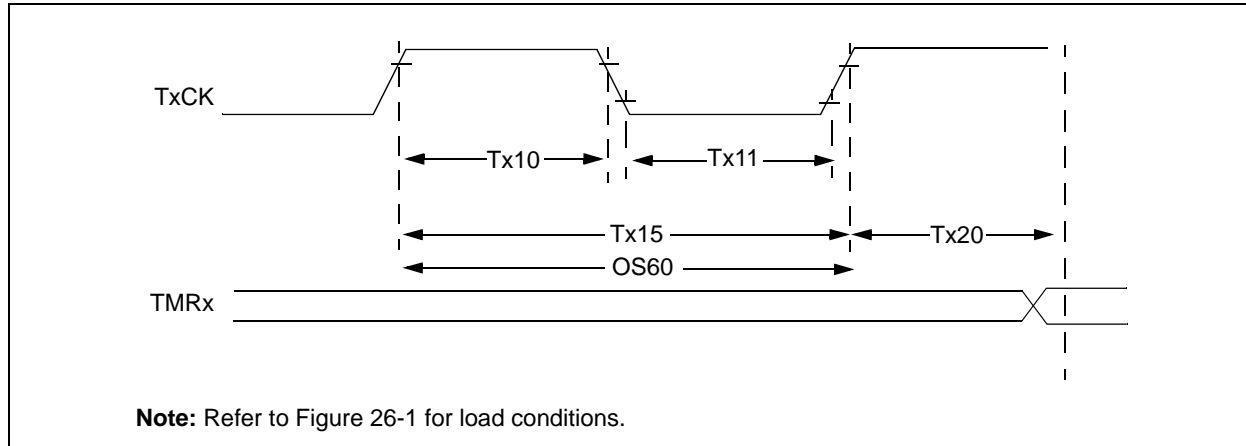 TxCK
Tx10
Tx11
Tx15
Tx20
OS60
TMRx
Note: Refer to Figure 26-1 for load conditions.